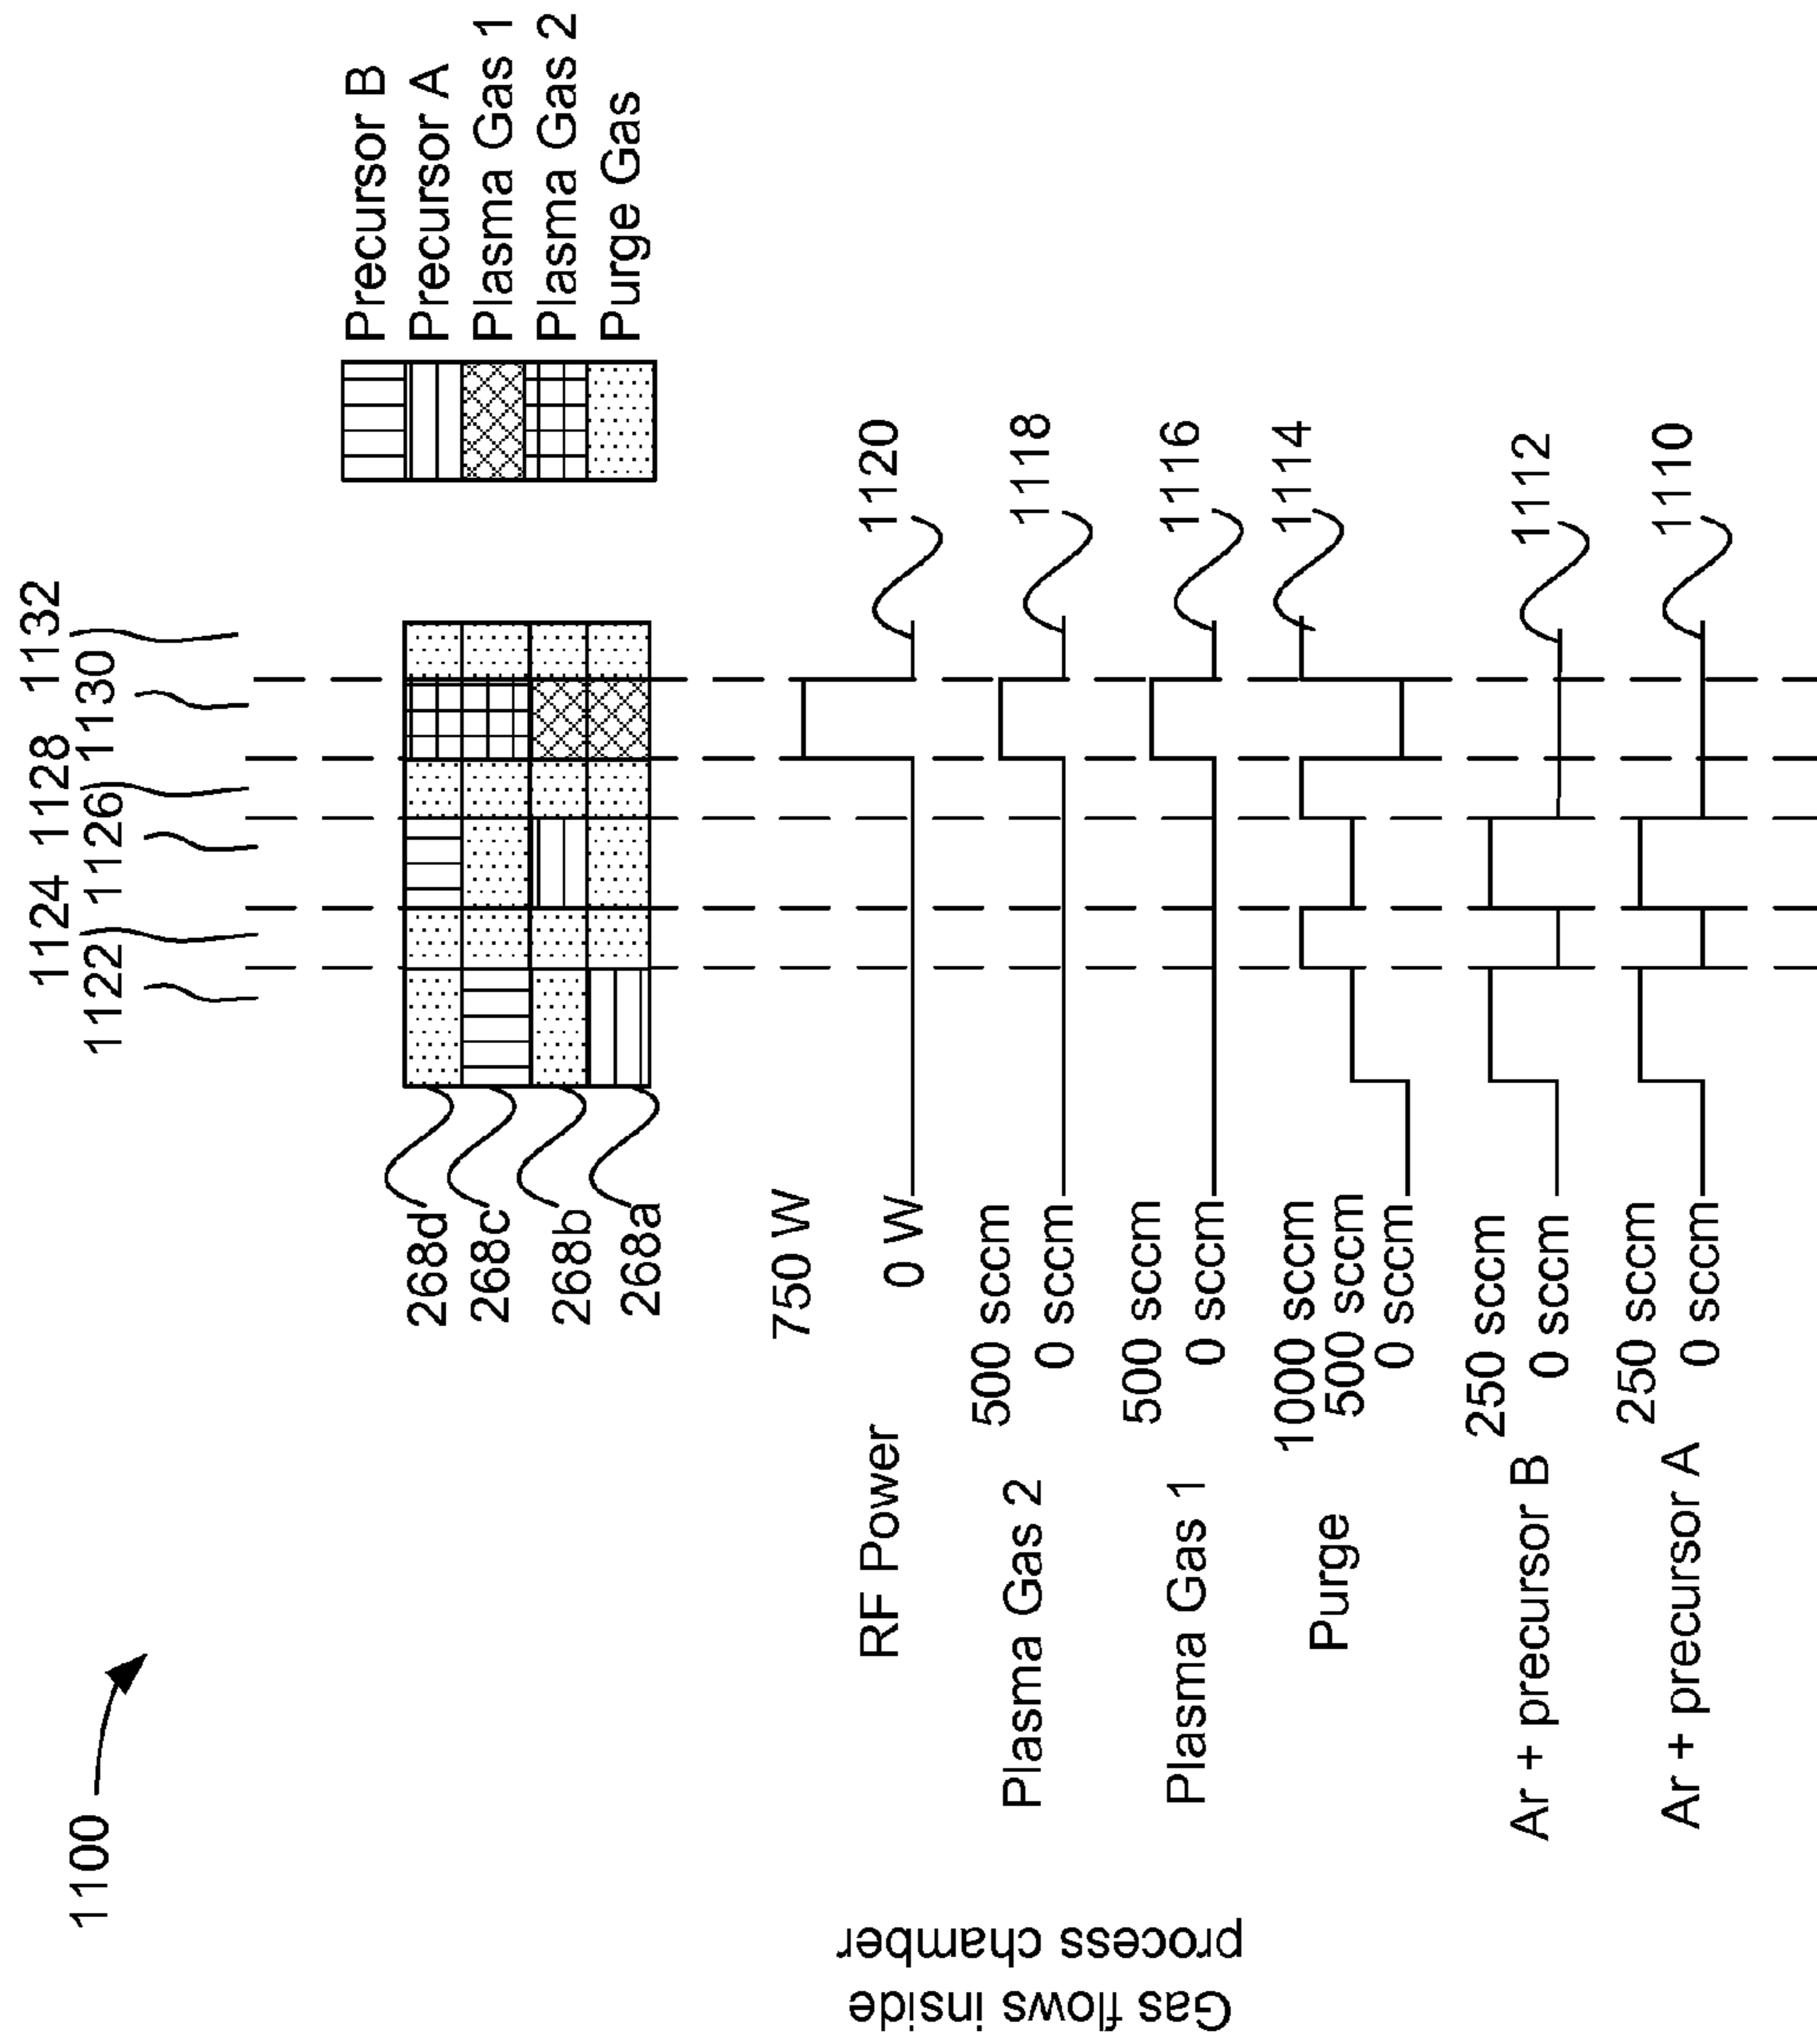 1100
1124 1128 1132
1122 1126 1130
Precursor B
Precursor A
Plasma Gas 1
Plasma Gas 2
Purge Gas
268d
268c
268b
268a
750 W
RF Power
0 W
1120
500 sccm
Plasma Gas 2
0 sccm
1118
500 sccm
Plasma Gas 1
0 sccm
1116
1000 sccm
Purge
500 sccm
0 sccm
1114
250 sccm
Ar + precursor B
0 sccm
1112
250 sccm
Ar + precursor A
0 sccm
1110
Gas flows inside
process chamber